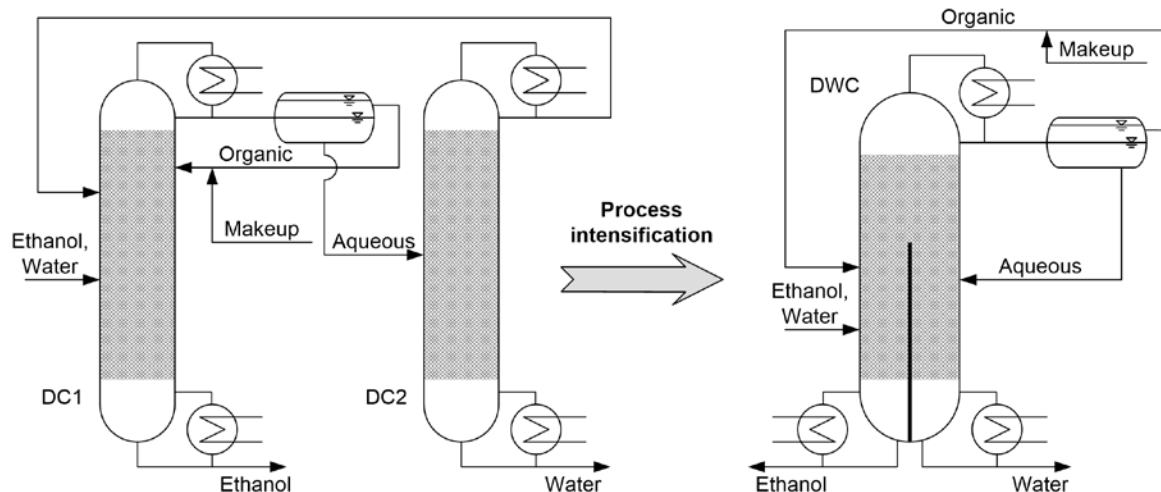 Organic
Makeup
DWC
Organic
Makeup
Aqueous
Process
intensification
Ethanol,
Water
Aqueous
Ethanol,
Water
DC1
DC2
Ethanol
Water
Ethanol
Water